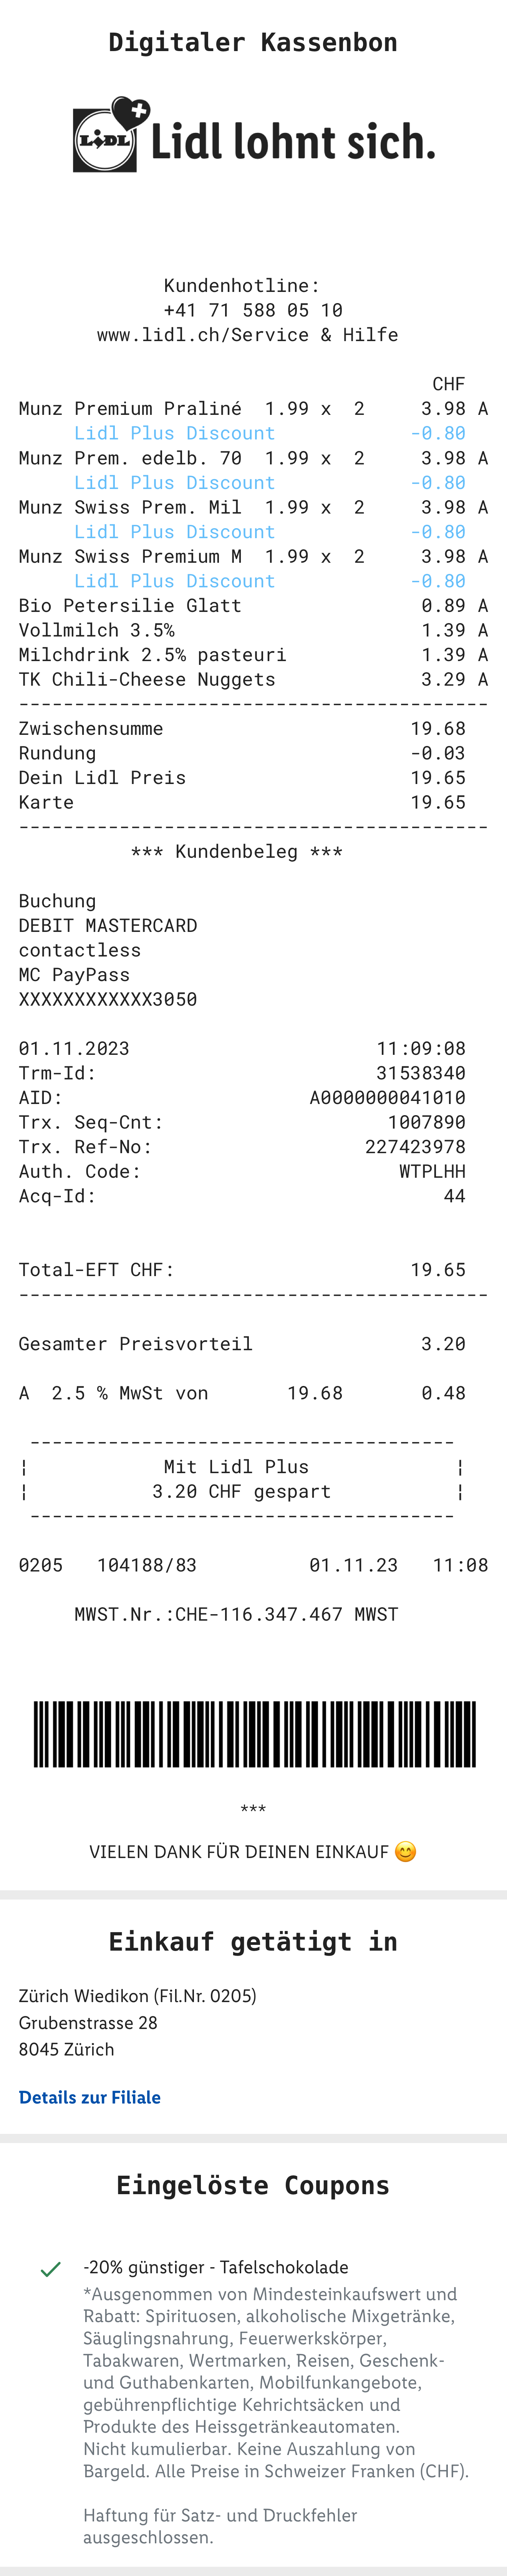 Digitaler Kassenbon
LIDL Lidl lohnt sich.
Kundenhotline:
+41 71 588 05 10
www.lidl.ch/Service & Hilfe
CHF
Munz Premium Praliné 1.99 x 2 3.98 A
Lidl Plus Discount -0.80
Munz Prem. edelb. 70 1.99 x 2 3.98 A
Lidl Plus Discount -0.80
Munz Swiss Prem. Mil 1.99 x 2 3.98 A
Lidl Plus Discount -0.80
Munz Swiss Premium M 1.99 x 2 3.98 A
Lidl Plus Discount -0.80
Bio Petersilie Glatt 0.89 A
Vollmilch 3.5% 1.39 A
Milchdrink 2.5% pasteuri 1.39 A
TK Chili-Cheese Nuggets 3.29 A
------------------------------------------
Zwischensumme 19.68
Rundung -0.03
Dein Lidl Preis 19.65
Karte 19.65
------------------------------------------
*** Kundenbeleg ***
Buchung
DEBIT MASTERCARD
contactless
MC PayPass
XXXXXXXXXXXX3050
01.11.2023 11:09:08
Trm-Id: 31538340
AID: A0000000041010
Trx. Seq-Cnt: 1007890
Trx. Ref-No: 227423978
Auth. Code: WTPLHH
Acq-Id: 44
Total-EFT CHF: 19.65
------------------------------------------
Gesamter Preisvorteil 3.20
A 2.5 % MwSt von 19.68 0.48
--------------------------------------
¦ Mit Lidl Plus ¦
¦ 3.20 CHF gespart ¦
--------------------------------------
0205 104188/83 01.11.23 11:08
MWST.Nr.:CHE-116.347.467 MWST
***
VIELEN DANK FÜR DEINEN EINKAUF 😊
Einkauf getätigt in
Zürich Wiedikon (Fil.Nr. 0205)
Grubenstrasse 28
8045 Zürich
Details zur Filiale
Eingelöste Coupons
-20% günstiger - Tafelschokolade
*Ausgenommen von Mindesteinkaufswert und
Rabatt: Spirituosen, alkoholische Mixgetränke,
Säuglingsnahrung, Feuerwerkskörper,
Tabakwaren, Wertmarken, Reisen, Geschenk-
und Guthabenkarten, Mobilfunkangebote,
gebührenpflichtige Kehrichtsäcken und
Produkte des Heissgetränkeautomaten.
Nicht kumulierbar. Keine Auszahlung von
Bargeld. Alle Preise in Schweizer Franken (CHF).
Haftung für Satz- und Druckfehler
ausgeschlossen.